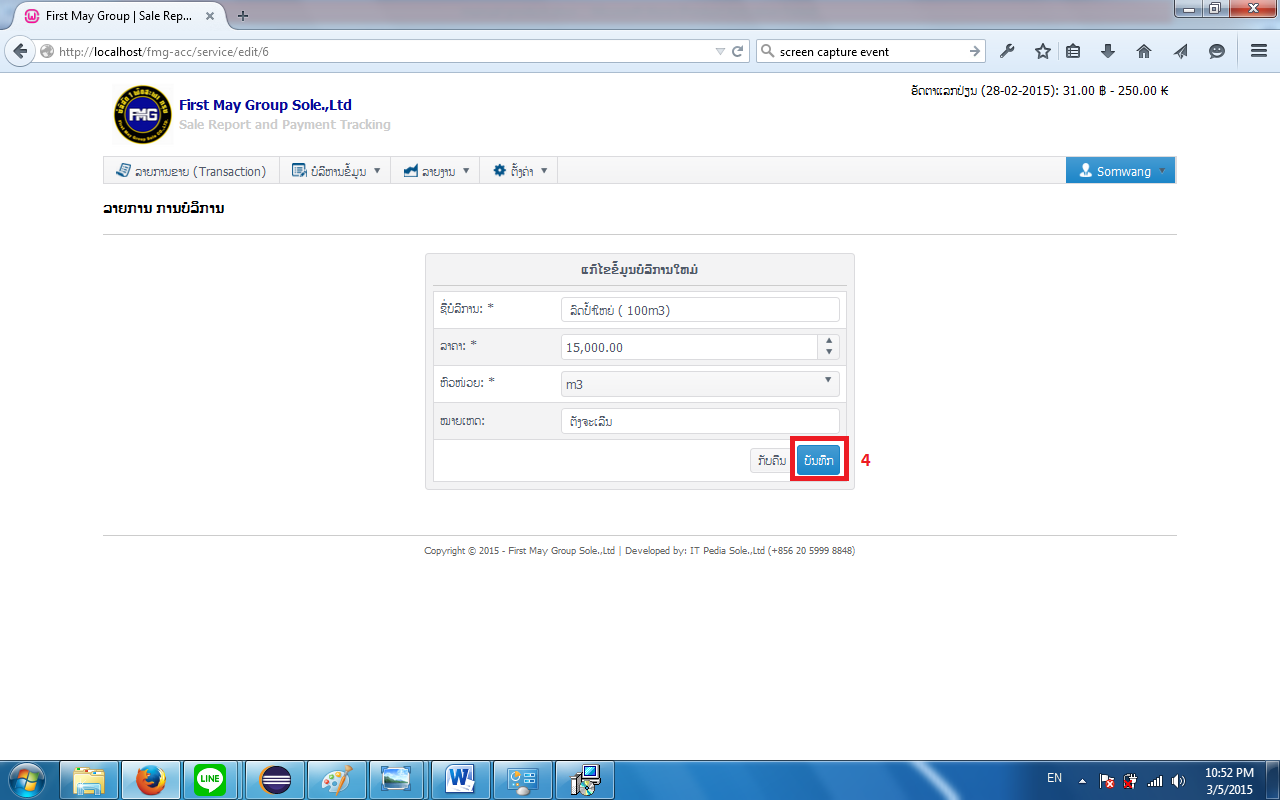 First May Group | Sale Rep...
http://localhost/fmg-acc/service/edit/6
screen capture event
FMG
First May Group Sole.,Ltd
Sale Report and Payment Tracking
ອັດຕາແລກປ່ຽນ (28-02-2015): 31.00 ฿ - 250.00 ₭
ລາຍການຂາຍ (Transaction)
ບໍລິຫານຂໍ້ມູນ
ລາຍງານ
ຕັ້ງຄ່າ
Somwang
ລາຍການ ການບໍລິການ
ແກ້ໄຂຂໍ້ມູນບໍລິການໃຫມ່
ຊື່ບໍລິການ: *
ລົດປ້ຳໃຫຍ່ ( 100m3)
ລາຄາ: *
15,000.00
ຫົວໜ່ວຍ: *
m3
ໝາຍເຫດ:
ຕັງຈະເລີນ
ກັບຄືນ
ບັນທຶກ
4
Copyright © 2015 - First May Group Sole.,Ltd | Developed by: IT Pedia Sole.,Ltd (+856 20 5999 8848)
LINE
EN
10:52 PM
3/5/2015